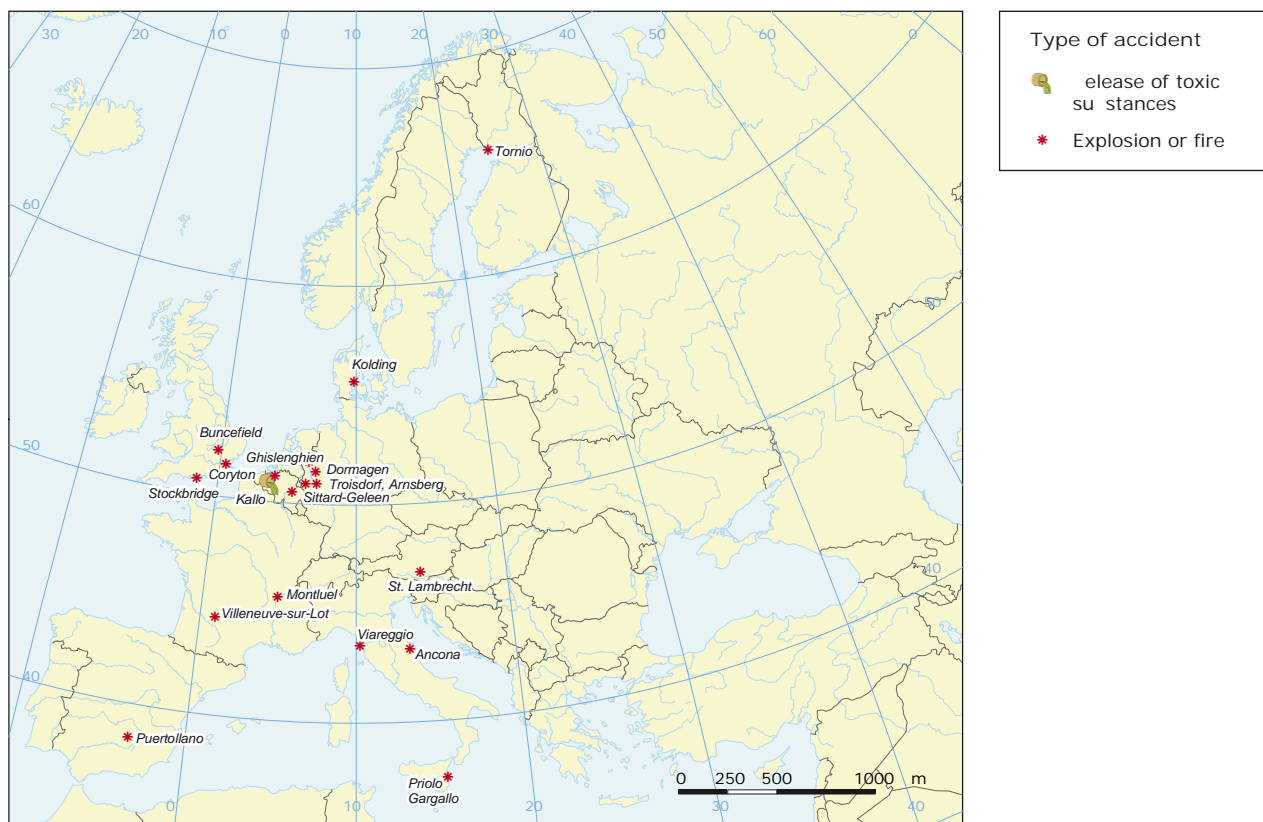 30
20
10
0
10
20
30
40
50
60
0
Type of accident
elease of toxic
su stances
Explosion or fire
Tornio
60
50
Kolding
Buncefield
50
Ghislenghien
Dormagen
Coryton
Troisdorf, Arnsberg
Stockbridge
Kallo
Sittard-Geleen
40
St. Lambrecht
Montluel
Villeneuve-sur-Lot
Viareggio
Ancona
40
Puertollano
0 250 500 1000 m
Priolo
Gargallo
0
10
20
30
40